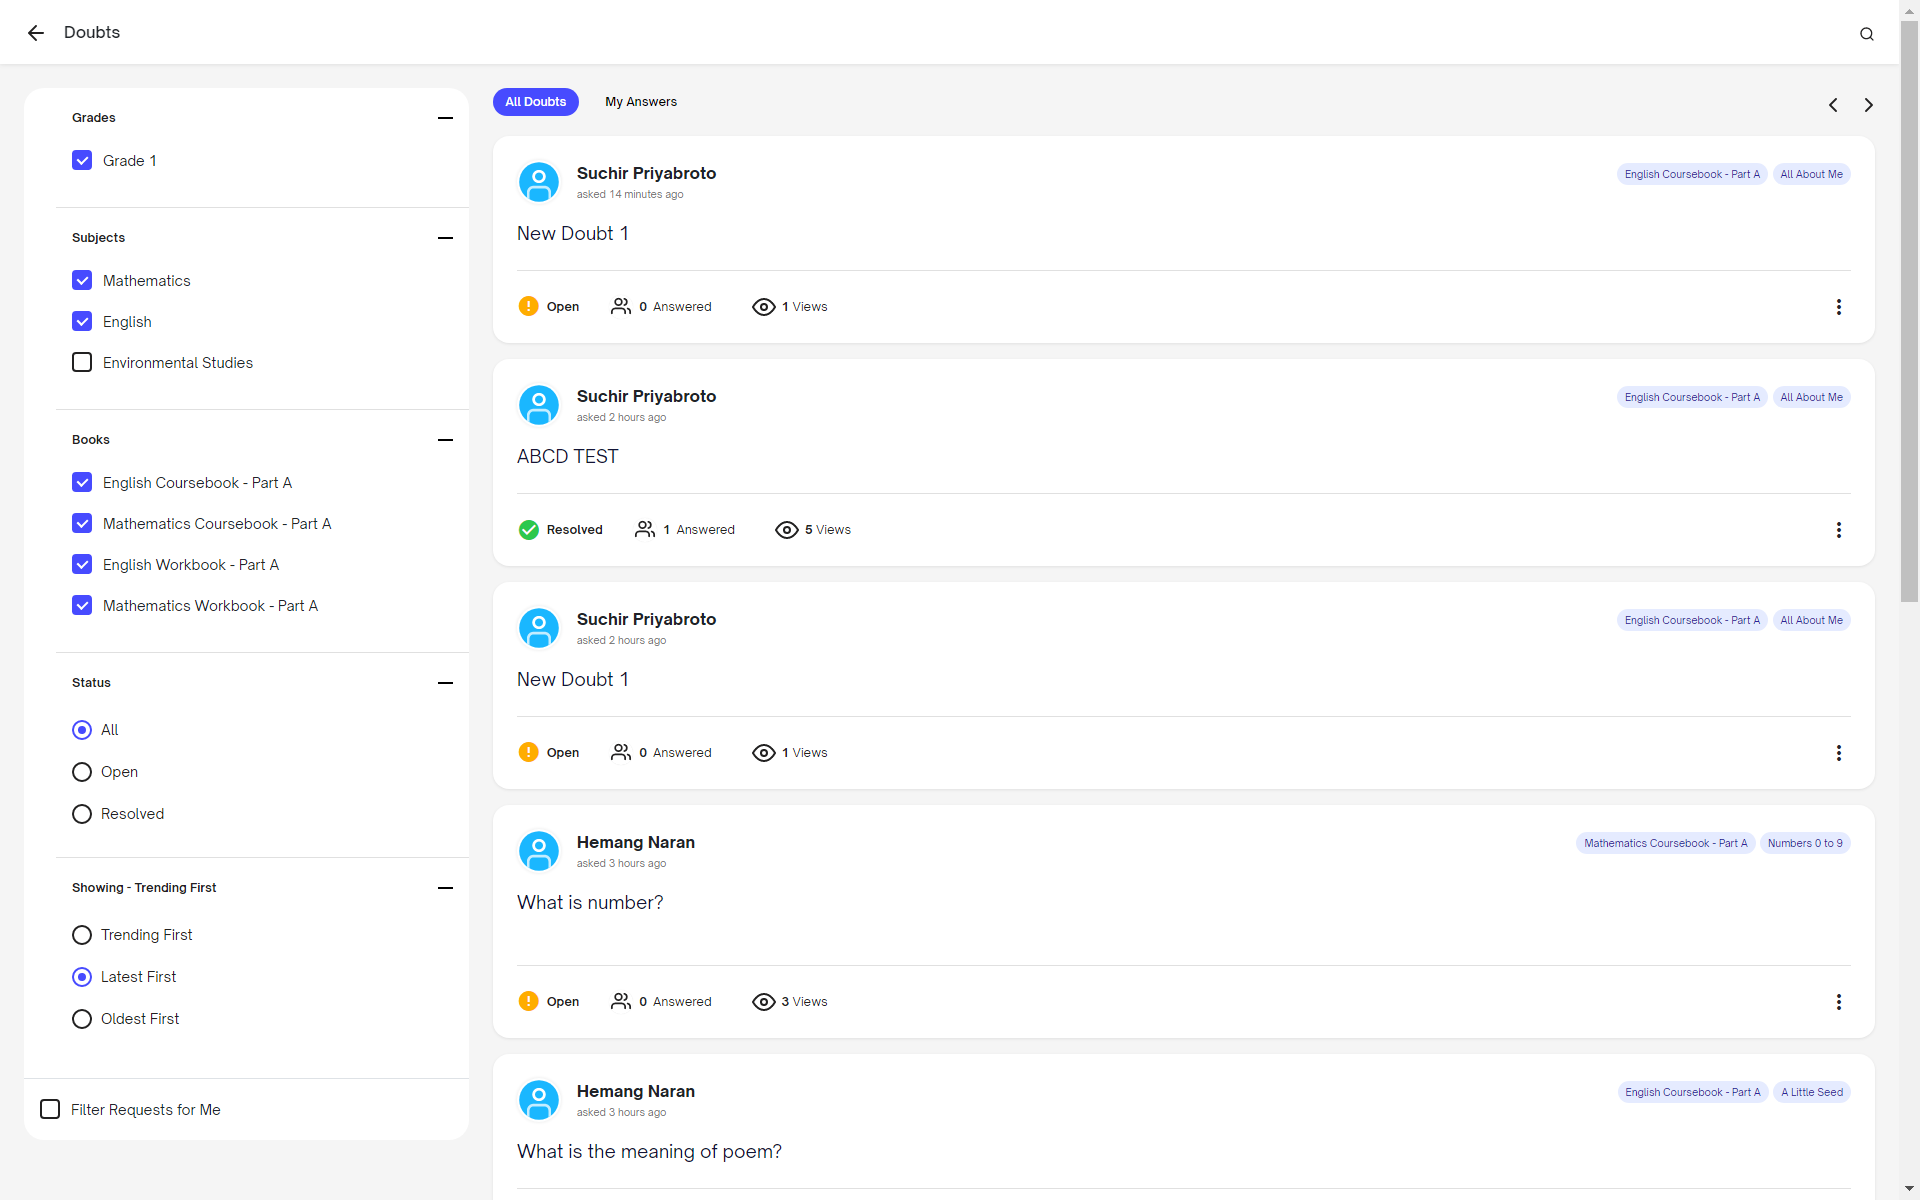 Doubts
Grades
Grade 1
Subjects
Mathematics
English
Environmental Studies
Books
English Coursebook - Part A
Mathematics Coursebook - Part A
English Workbook - Part A
Mathematics Workbook - Part A
Status
All
Open
Resolved
Showing - Trending First
Trending First
Latest First
Oldest First
Filter Requests for Me
All Doubts My Answers
Suchir Priyabroto English Coursebook - Part A All About Me
asked 14 minutes ago
New Doubt 1
Open 0 Answered 1 Views
Suchir Priyabroto English Coursebook - Part A All About Me
asked 2 hours ago
ABCD TEST
Resolved 1 Answered 5 Views
Suchir Priyabroto English Coursebook - Part A All About Me
asked 2 hours ago
New Doubt 1
Open 0 Answered 1 Views
Hemang Naran Mathematics Coursebook - Part A Numbers 0 to 9
asked 3 hours ago
What is number?
Open 0 Answered 3 Views
Hemang Naran English Coursebook - Part A A Little Seed
asked 3 hours ago
What is the meaning of poem?